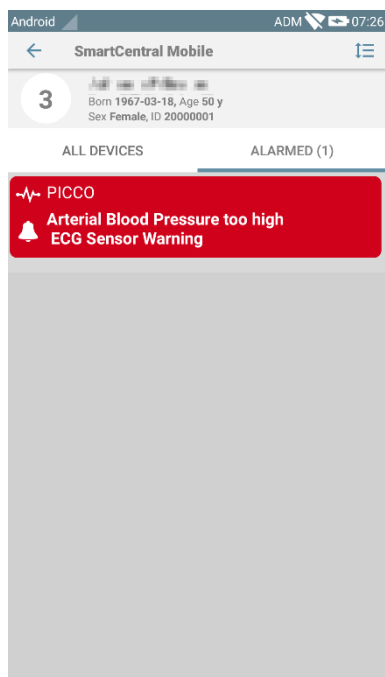 Android ADM 07:26
SmartCentral Mobile
3
Born 1967-03-18, Age 50 y
Sex Female, ID 20000001
ALL DEVICES ALARMED (1)
PICCO
Arterial Blood Pressure too high
ECG Sensor Warning